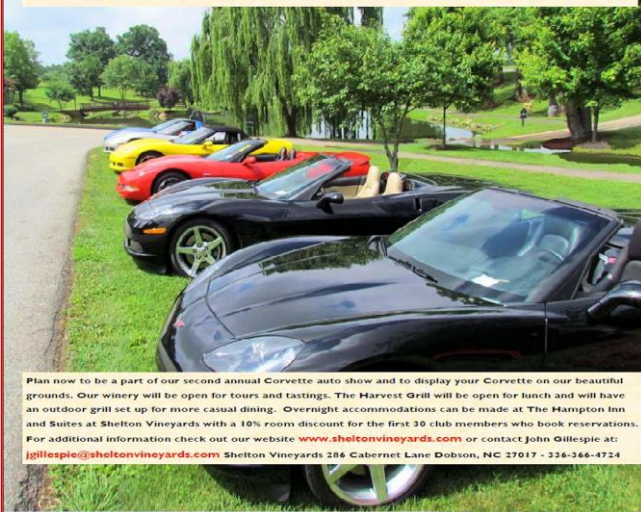 Plan now to be a part of our second annual Corvette auto show and to display your Corvette on our beautiful
grounds. Our winery will be open for tours and tastings. The Harvest Grill will be open for lunch and will have
an outdoor grill set up for more casual dining. Overnight accommodations can be made at The Hampton Inn
and Suites at Shelton Vineyards with a 10% room discount for the first 30 club members who book reservations.
For additional information check out our website www.sheltonvineyards.com or contact John Gillespie at:
jgillespie@sheltonvineyards.com Shelton Vineyards 286 Cabernet Lane Dobson, NC 27017 - 336-366-4724